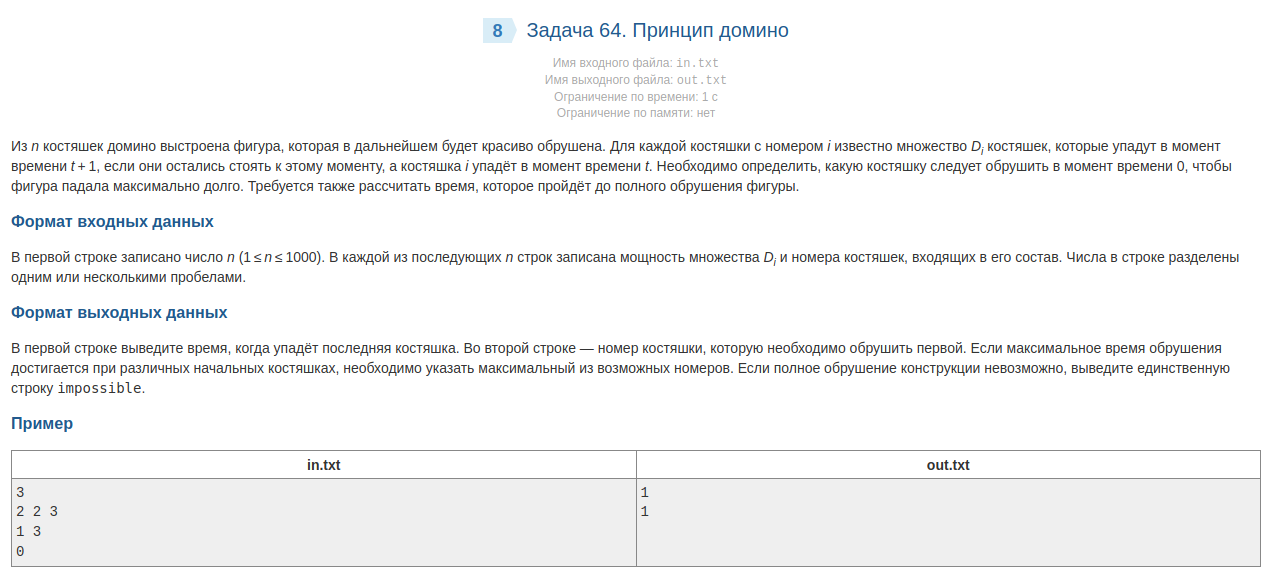 8 Задача 64. Принцип домино
Имя входного файла: in.txt
Имя выходного файла: out.txt
Ограничение по времени: 1 с
Ограничение по памяти: нет
Из n костяшек домино выстроена фигура, которая в дальнейшем будет красиво обрушена. Для каждой костяшки с номером i известно множество Di костяшек, которые упадут в момент
времени t + 1, если они остались стоять к этому моменту, а костяшка i упадёт в момент времени t. Необходимо определить, какую костяшку следует обрушить в момент времени 0, чтобы
фигура падала максимально долго. Требуется также рассчитать время, которое пройдёт до полного обрушения фигуры.
Формат входных данных
В первой строке записано число n (1 ≤ n ≤ 1000). В каждой из последующих n строк записана мощность множества Di и номера костяшек, входящих в его состав. Числа в строке разделены
одним или несколькими пробелами.
Формат выходных данных
В первой строке выведите время, когда упадёт последняя костяшка. Во второй строке — номер костяшки, которую необходимо обрушить первой. Если максимальное время обрушения
достигается при различных начальных костяшках, необходимо указать максимальный из возможных номеров. Если полное обрушение конструкции невозможно, выведите единственную
строку impossible.
Пример
in.txt out.txt
3 1
2 2 3 1
1 3
0